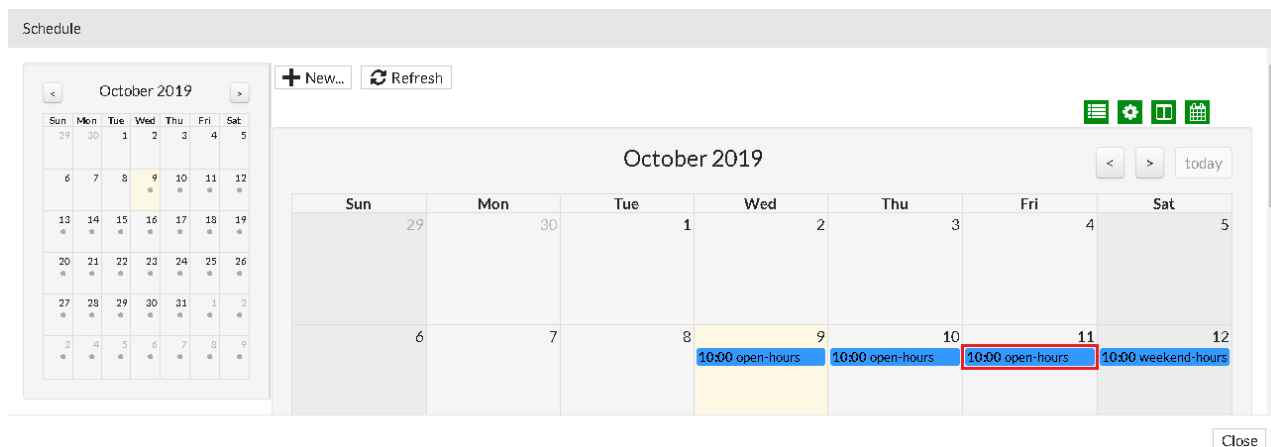 Schedule
< October 2019 >
Sun Mon Tue Wed Thu Fri Sat
29 30 1 2 3 4 5
6 7 8 9 10 11 12
13 14 15 16 17 18 19
20 21 22 23 24 25 26
27 28 29 30 31 1 2
3 4 5 6 7 8 9
New... Refresh
October 2019 < > today
Sun Mon Tue Wed Thu Fri Sat
29 30 1 2 3 4 5
6 7 8 9 10 11 12
10:00 open-hours 10:00 open-hours 10:00 open-hours 10:00 weekend-hours
Close